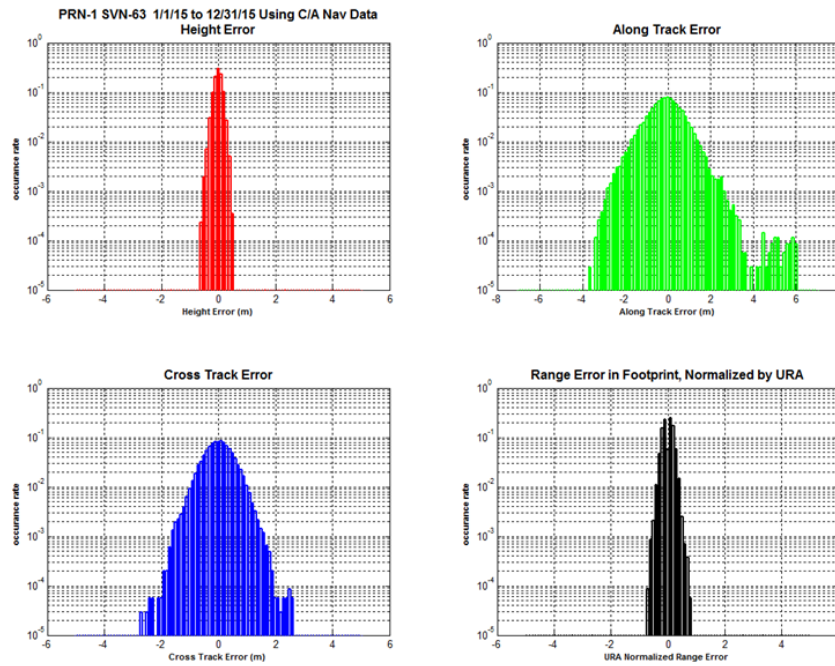 PRN-1 SVN-63 1/1/15 to 12/31/15 Using C/A Nav Data
Height Error
occurance rate
10^0
10^-1
10^-2
10^-3
10^-4
10^-5
-6 -4 -2 0 2 4 6
Height Error (m)
Along Track Error
occurance rate
10^0
10^-1
10^-2
10^-3
10^-4
10^-5
-8 -6 -4 -2 0 2 4 6 8
Along Track Error (m)
Cross Track Error
occurance rate
10^0
10^-1
10^-2
10^-3
10^-4
10^-5
-6 -4 -2 0 2 4 6
Cross Track Error (m)
Range Error in Footprint, Normalized by URA
occurance rate
10^0
10^-1
10^-2
10^-3
10^-4
10^-5
-6 -4 -2 0 2 4 6
URA Normalized Range Error